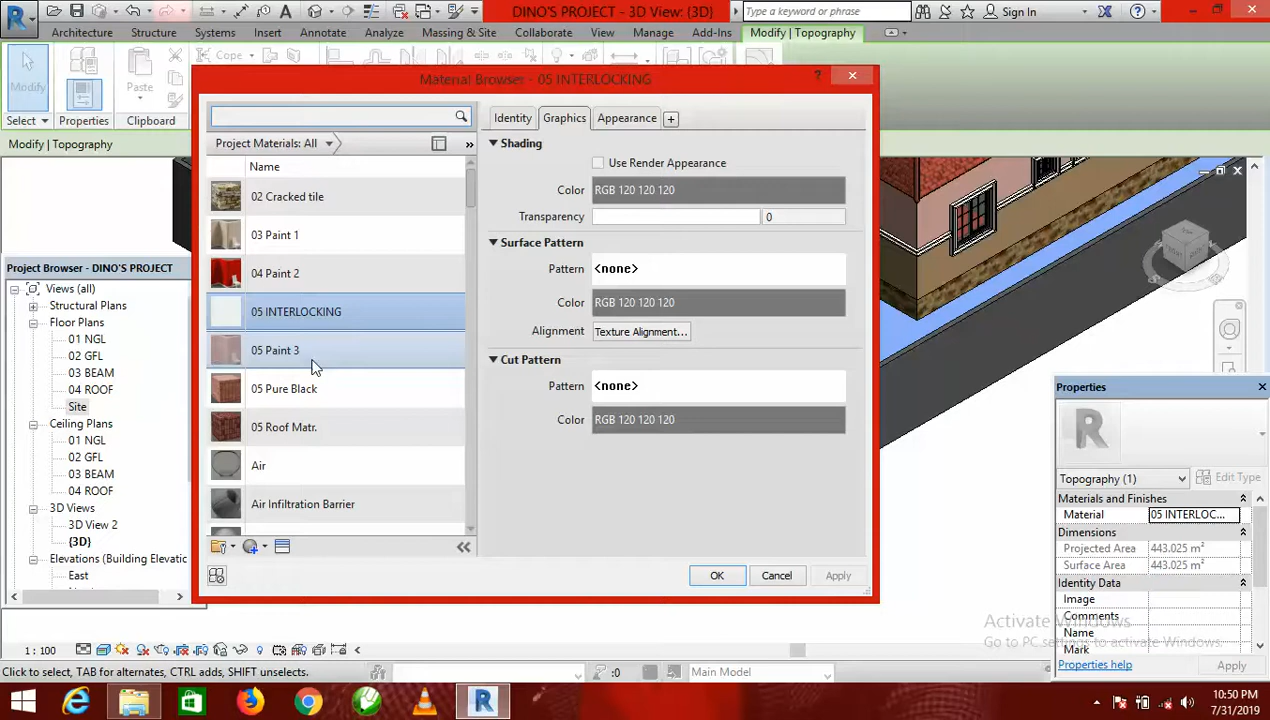 DINO'S PROJECT - 3D View: {3D}
Type a keyword or phrase
Sign In
Architecture Structure Systems Insert Annotate Analyze Massing & Site Collaborate View Manage Add-Ins Modify | Topography
Modify
Select
Properties
Paste
Clipboard
Cope
Modify | Topography
Material Browser - 05 INTERLOCKING
Project Materials: All
Name
02 Cracked tile
03 Paint 1
04 Paint 2
05 INTERLOCKING
05 Paint 3
05 Pure Black
05 Roof Matr.
Air
Air Infiltration Barrier
Identity Graphics Appearance
Shading
Use Render Appearance
Color RGB 120 120 120
Transparency 0
Surface Pattern
Pattern <none>
Color RGB 120 120 120
Alignment Texture Alignment...
Cut Pattern
Pattern <none>
Color RGB 120 120 120
OK Cancel Apply
Project Browser - DINO'S PROJECT
Views (all)
Structural Plans
Floor Plans
01 NGL
02 GFL
03 BEAM
04 ROOF
Site
Ceiling Plans
01 NGL
02 GFL
03 BEAM
04 ROOF
3D Views
3D View 2
{3D}
Elevations (Building Elevatic
East
Properties
R
Topography (1)
Edit Type
Materials and Finishes
Material 05 INTERLOC...
Dimensions
Projected Area 443.025 m²
Surface Area 443.025 m²
Identity Data
Image
Comments
Name
Mark
Properties help Apply
Activate Windows
Go to PC settings to activate Windows.
1 : 100
Click to select, TAB for alternates, CTRL adds, SHIFT unselects.
:0
Main Model
10:50 PM
7/31/2019